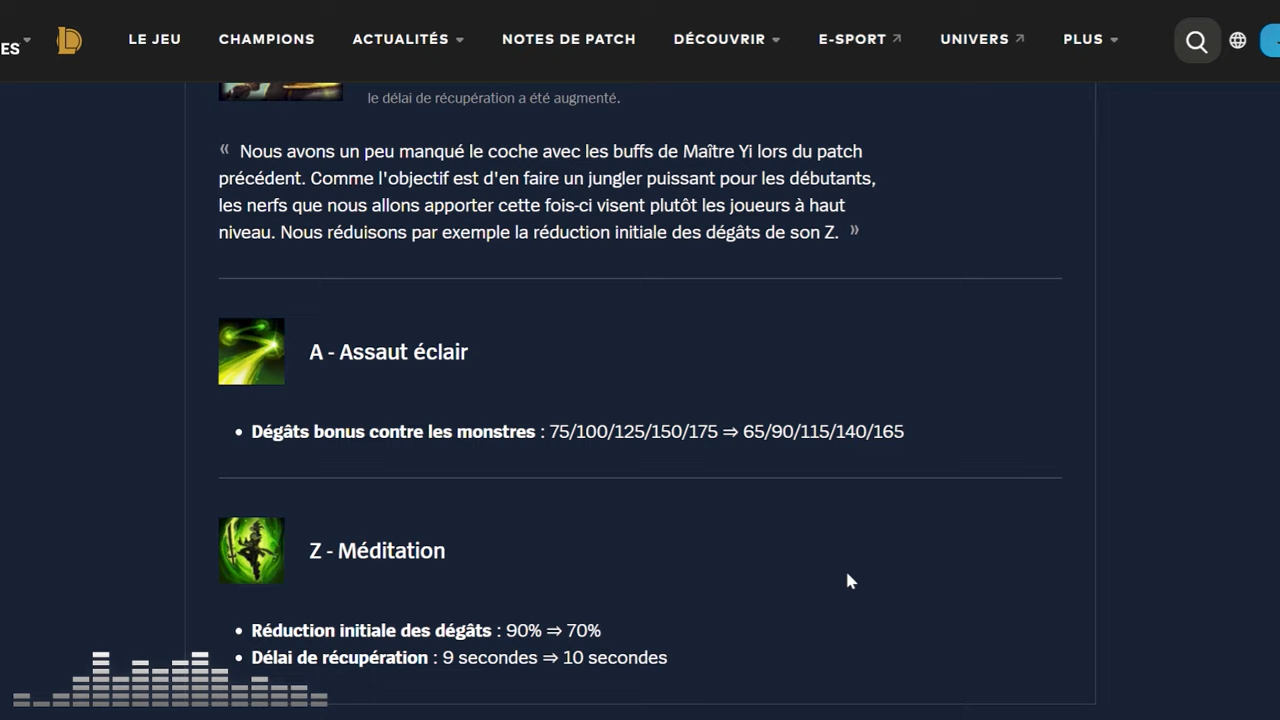 ES
LE JEU CHAMPIONS ACTUALITÉS NOTES DE PATCH DÉCOUVRIR E-SPORT UNIVERS PLUS
le délai de récupération a été augmenté.
« Nous avons un peu manqué le coche avec les buffs de Maître Yi lors du patch
précédent. Comme l'objectif est d'en faire un jungler puissant pour les débutants,
les nerfs que nous allons apporter cette fois-ci visent plutôt les joueurs à haut
niveau. Nous réduisons par exemple la réduction initiale des dégâts de son Z. »
A - Assaut éclair
• Dégâts bonus contre les monstres : 75/100/125/150/175 ⇒ 65/90/115/140/165
Z - Méditation
• Réduction initiale des dégâts : 90% ⇒ 70%
• Délai de récupération : 9 secondes ⇒ 10 secondes